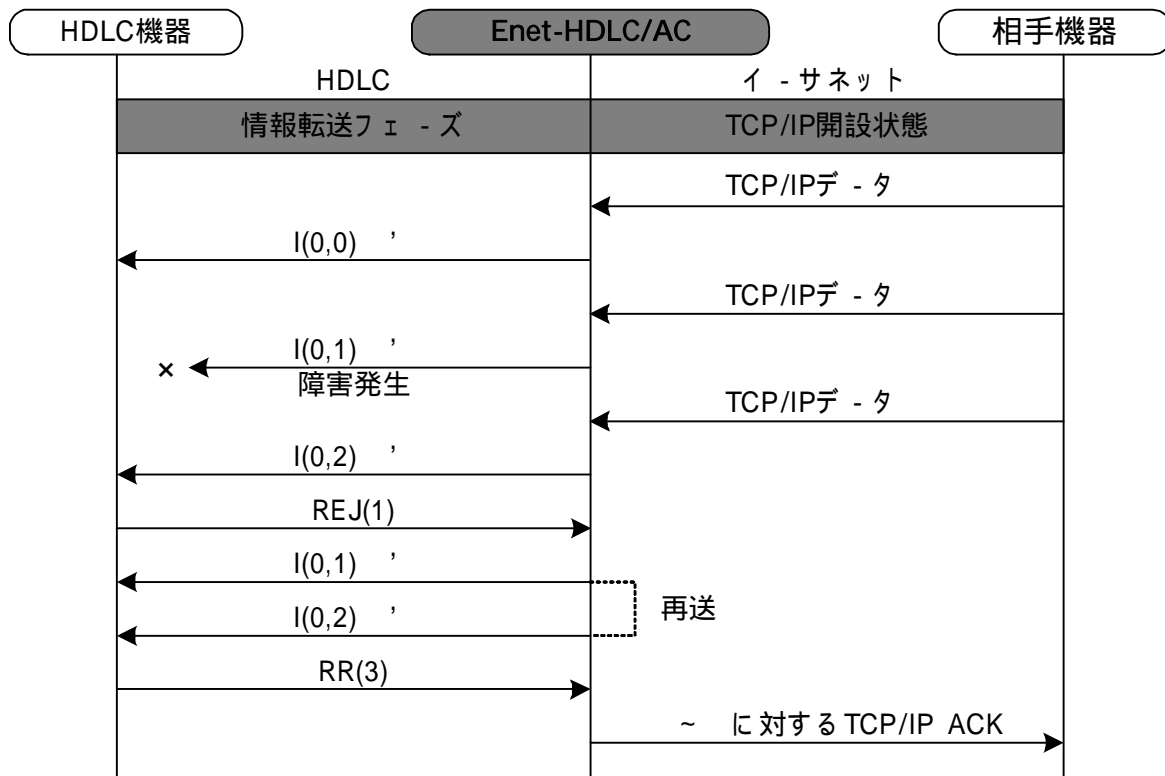 HDLC機器
Enet-HDLC/AC
相手機器
HDLC
イ - サネット
情報転送フェ - ズ
TCP/IP開設状態
TCP/IPデ - タ
I(0,0) ’
TCP/IPデ - タ
I(0,1) ’
×
障害発生
TCP/IPデ - タ
I(0,2) ’
REJ(1)
I(0,1) ’
再送
I(0,2) ’
RR(3)
~ に対するTCP/IP ACK